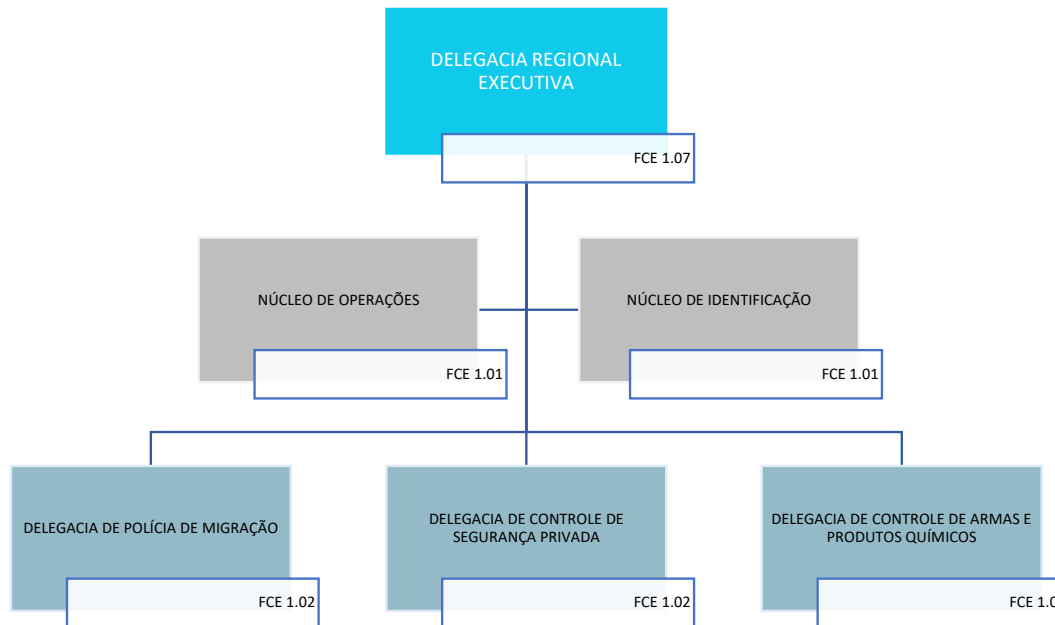 DELEGACIA REGIONAL
EXECUTIVA
FCE 1.07
NÚCLEO DE OPERAÇÕES
FCE 1.01
NÚCLEO DE IDENTIFICAÇÃO
FCE 1.01
DELEGACIA DE POLÍCIA DE MIGRAÇÃO
FCE 1.02
DELEGACIA DE CONTROLE DE
SEGURANÇA PRIVADA
FCE 1.02
DELEGACIA DE CONTROLE DE ARMAS E
PRODUTOS QUÍMICOS
FCE